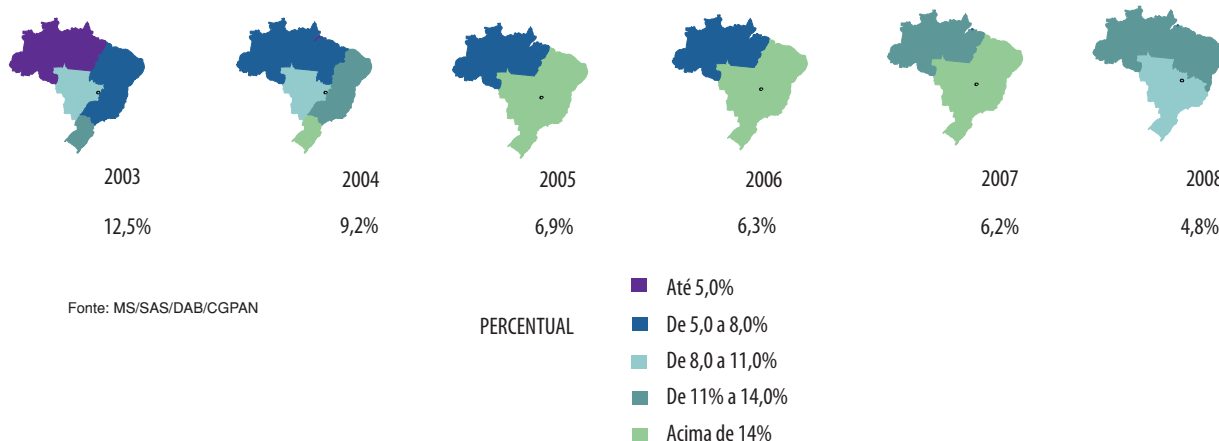 2003
2004
2005
2006
2007
2008
12,5%
9,2%
6,9%
6,3%
6,2%
4,8%
Fonte: MS/SAS/DAB/CGPAN
PERCENTUAL
Até 5,0%
De 5,0 a 8,0%
De 8,0 a 11,0%
De 11% a 14,0%
Acima de 14%